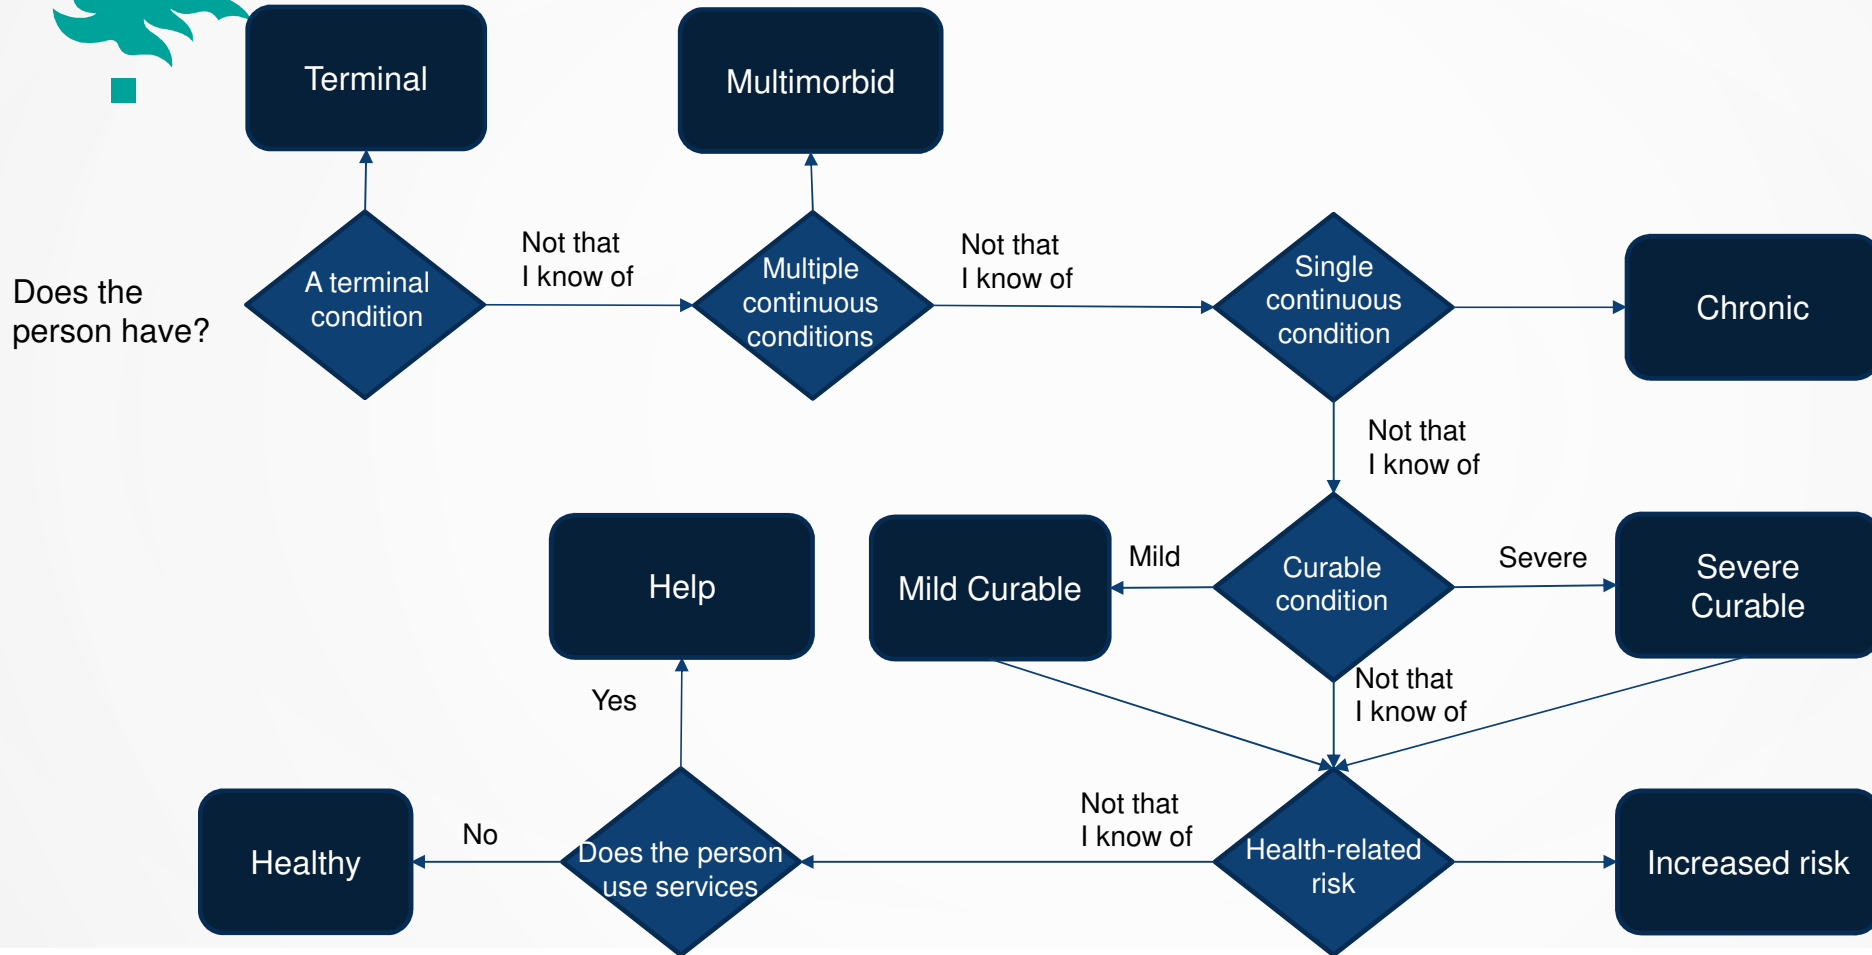 Terminal
Multimorbid
Does the
person have?
A terminal
condition
Not that
I know of
Multiple
continuous
conditions
Not that
I know of
Single
continuous
condition
Chronic
Not that
I know of
Help
Mild Curable
Mild
Curable
condition
Severe
Severe
Curable
Yes
Not that
I know of
Healthy
No
Does the person
use services
Not that
I know of
Health-related
risk
Increased risk